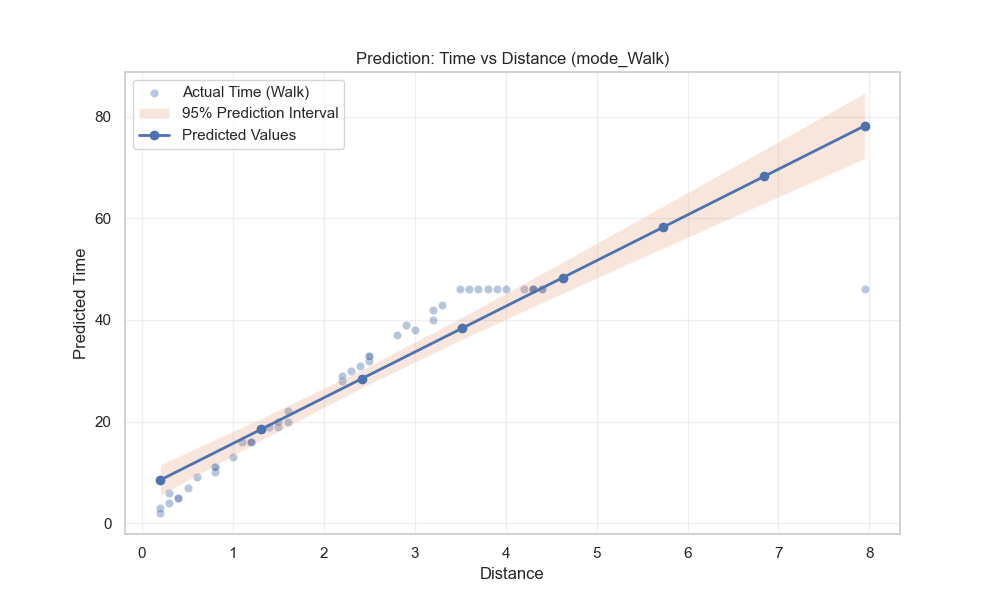 Prediction: Time vs Distance (mode_Walk)
Actual Time (Walk)
95% Prediction Interval
Predicted Values
Predicted Time
80
60
40
20
0
0 1 2 3 4 5 6 7 8
Distance